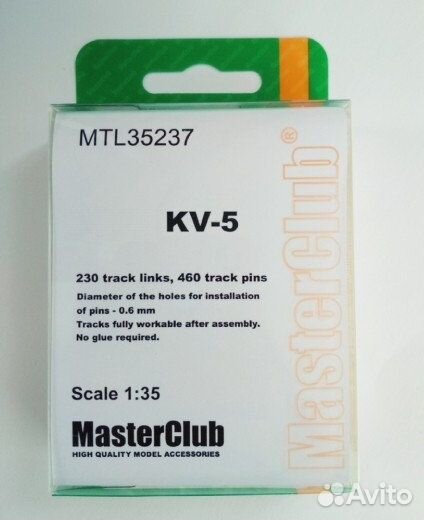 MTL35237
KV-5
230 track links, 460 track pins
Diameter of the holes for installation
of pins - 0.6 mm
Tracks fully workable after assembly.
No glue required.
Scale 1:35
MasterClub
HIGH QUALITY MODEL ACCESSORIES
MasterClub®
Avito